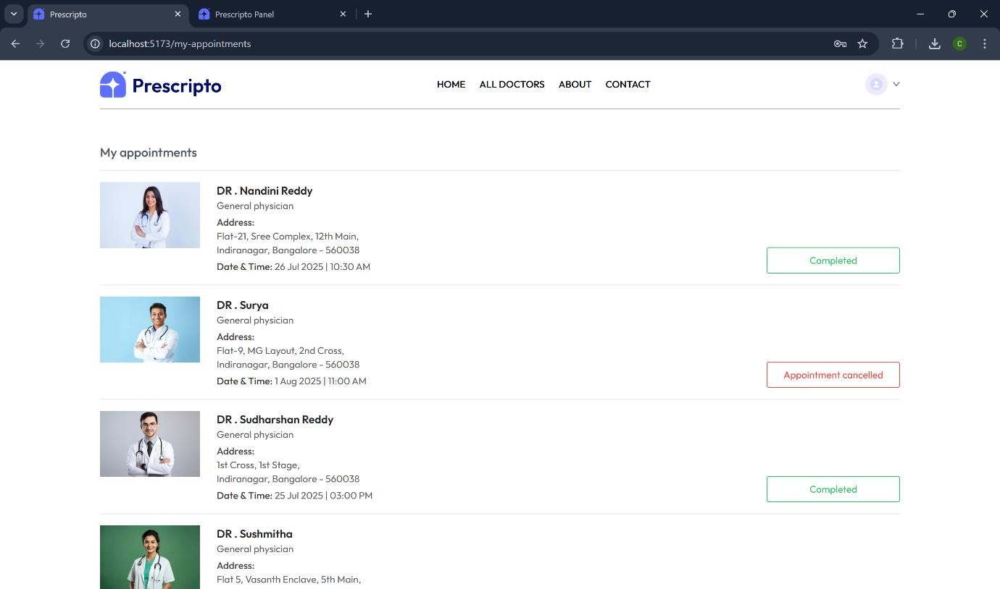 Prescripto
Prescripto Panel
localhost:5173/my-appointments
C
Prescripto
HOME ALL DOCTORS ABOUT CONTACT
My appointments
DR . Nandini Reddy
General physician
Address:
Flat-21, Sree Complex, 12th Main,
Indiranagar, Bangalore - 560038
Date & Time: 26 Jul 2025 | 10:30 AM
Completed
DR . Surya
General physician
Address:
Flat-9, MG Layout, 2nd Cross,
Indiranagar, Bangalore - 560038
Date & Time: 1 Aug 2025 | 11:00 AM
Appointment cancelled
DR . Sudharshan Reddy
General physician
Address:
1st Cross, 1st Stage,
Indiranagar, Bangalore - 560038
Date & Time: 25 Jul 2025 | 03:00 PM
Completed
DR . Sushmitha
General physician
Address:
Flat 5, Vasanth Enclave, 5th Main,